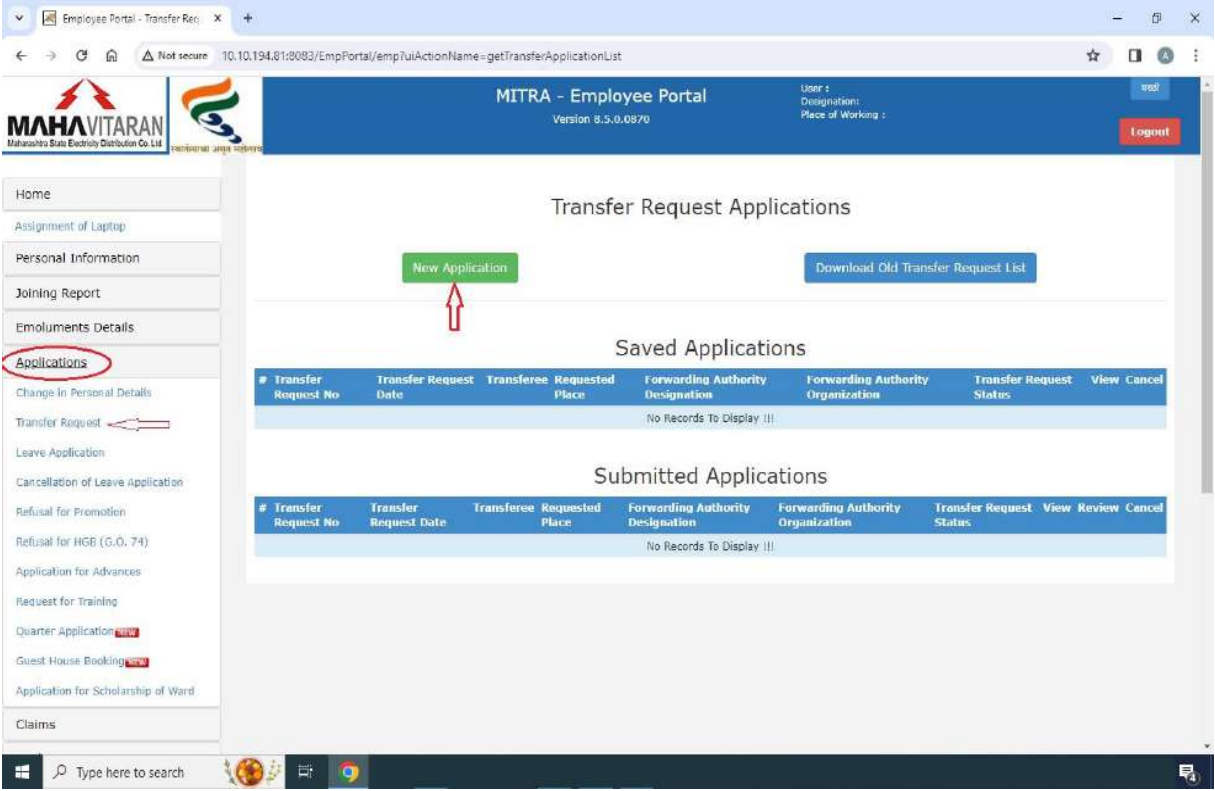 Employee Portal - Transfer Req
Not secure 10.10.194.81:8083/EmpPortal/emp?uiActionName=getTransferApplicationList
A
MAHAVITARAN
Maharashtra State Electricity Distribution Co. Ltd
MITRA - Employee Portal
Version 8.5.0.0870
User :
Designation:
Place of Working :
मराठी
Logout
Home
Assignment of Laptop
Personal Information
Joining Report
Emoluments Details
Applications
Change in Personal Details
Transfer Request
Leave Application
Cancellation of Leave Application
Refusal for Promotion
Refusal for HGB (G.O. 74)
Application for Advances
Request for Training
Quarter Application NEW
Guest House Booking NEW
Application for Scholarship of Ward
Claims
Transfer Request Applications
New Application
Download Old Transfer Request List
Saved Applications
# Transfer Request No Transfer Request Date Transferee Requested Place Forwarding Authority Designation Forwarding Authority Organization Transfer Request Status View Cancel
No Records To Display !!!
Submitted Applications
# Transfer Request No Transfer Request Date Transferee Requested Place Forwarding Authority Designation Forwarding Authority Organization Transfer Request Status View Review Cancel
No Records To Display !!!
Type here to search
4